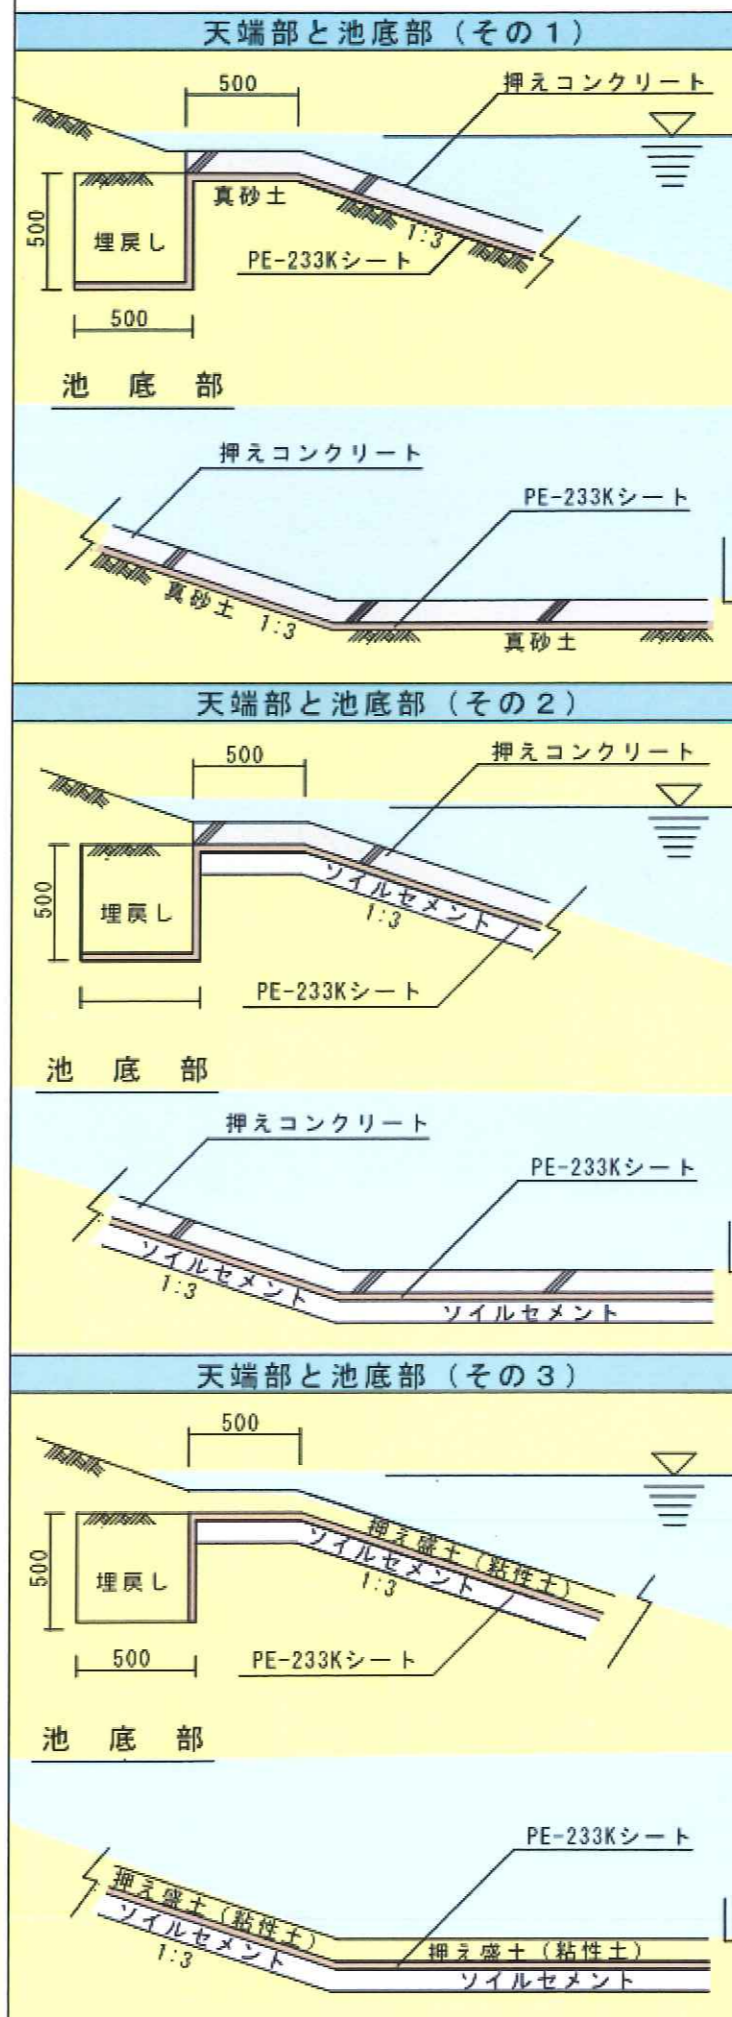 天端部と池底部（その１）
500
押えコンクリート
真砂土
500
埋戻し
1:3
PE-233Kシート
500
池底部
押えコンクリート
PE-233Kシート
真砂土
1:3
真砂土
天端部と池底部（その２）
500
押えコンクリート
500
埋戻し
ソイルセメント
1:3
PE-233Kシート
池底部
押えコンクリート
PE-233Kシート
ソイルセメント
1:3
ソイルセメント
天端部と池底部（その３）
500
押え盛土（粘性土）
ソイルセメント
500
埋戻し
1:3
500
PE-233Kシート
池底部
PE-233Kシート
押え盛土（粘性土）
ソイルセメント
1:3
押え盛土（粘性土）
ソイルセメント